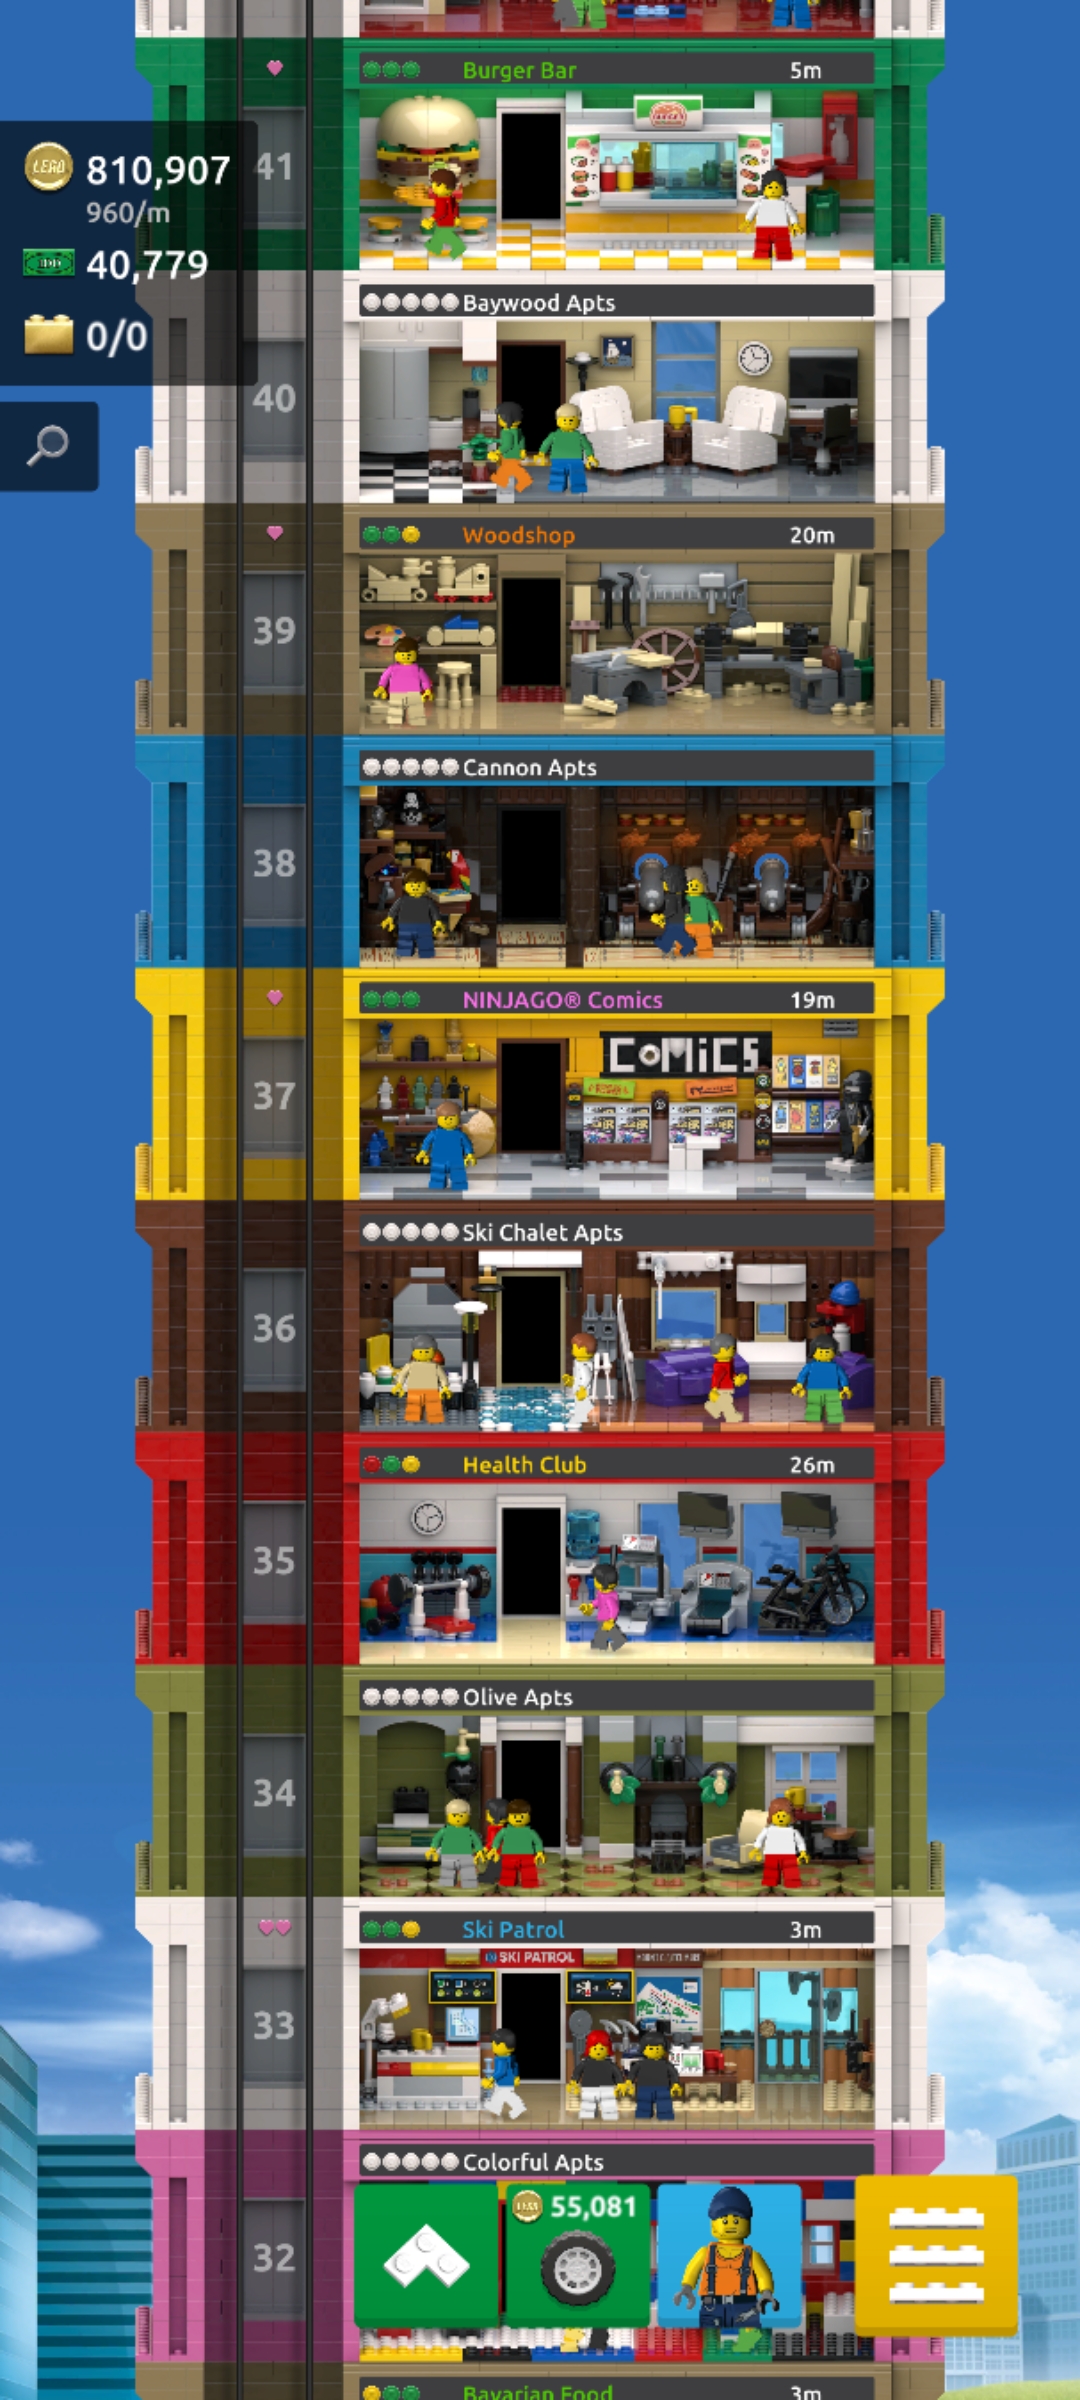 Burger Bar 5m
41
LEGO 810,907
960/m
40,779
0/0
Baywood Apts
40
Woodshop 20m
39
Cannon Apts
38
NINJAGO® Comics 19m
COMiCS
37
Ski Chalet Apts
36
Health Club 26m
35
Olive Apts
34
Ski Patrol 3m
SKI PATROL
33
Colorful Apts
55,081
32
Bavarian Food 3m